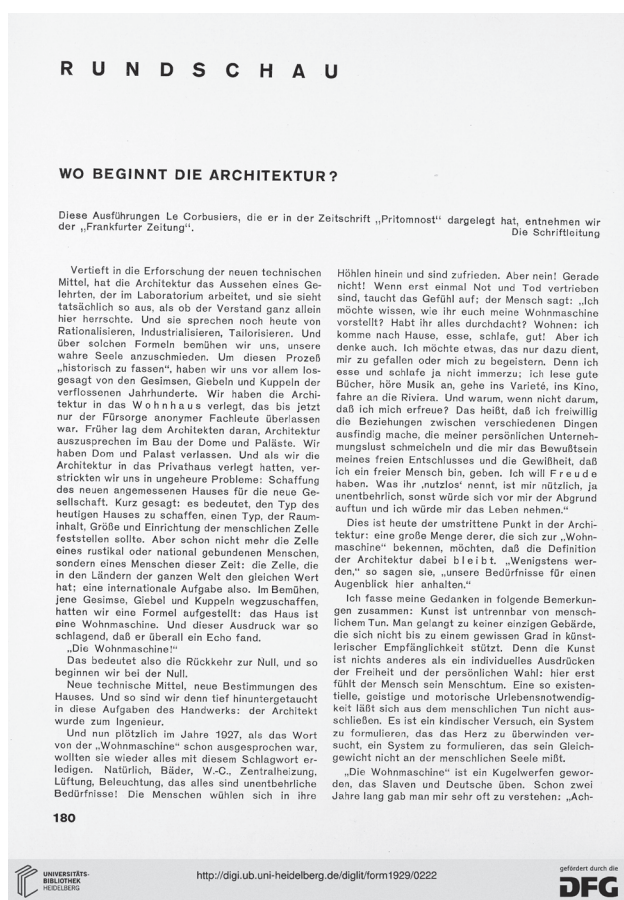 RUNDSCHAU
WO BEGINNT DIE ARCHITEKTUR?
Diese Ausführungen Le Corbusiers, die er in der Zeitschrift „Pritomnost“ dargelegt hat, entnehmen wir
der „Frankfurter Zeitung“.
Die Schriftleitung
Vertieft in die Erforschung der neuen technischen
Mittel, hat die Architektur das Aussehen eines Ge-
lehrten, der im Laboratorium arbeitet, und sie sieht
tatsächlich so aus, als ob der Verstand ganz allein
hier herrschte. Und sie sprechen noch heute von
Rationalisieren, Industrialisieren, Tailorisieren. Und
über solchen Formeln bemühen wir uns, unsere
wahre Seele anzuschmieden. Um diesen Prozeß
„historisch zu fassen“, haben wir uns vor allem los-
gesagt von den Gesimsen, Giebeln und Kuppeln der
verflossenen Jahrhunderte. Wir haben die Archi-
tektur in das Wohnhaus verlegt, das bis jetzt
nur der Fürsorge anonymer Fachleute überlassen
war. Früher lag dem Architekten daran, Architektur
auszusprechen im Bau der Dome und Paläste. Wir
haben Dom und Palast verlassen. Und als wir die
Architektur in das Privathaus verlegt hatten, ver-
strickten wir uns in ungeheure Probleme: Schaffung
des neuen angemessenen Hauses für die neue Ge-
sellschaft. Kurz gesagt: es bedeutet, den Typ des
heutigen Hauses zu schaffen, einen Typ, der Raum-
inhalt, Größe und Einrichtung der menschlichen Zelle
feststellen sollte. Aber schon nicht mehr die Zelle
eines rustikal oder national gebundenen Menschen,
sondern eines Menschen dieser Zeit: die Zelle, die
in den Ländern der ganzen Welt den gleichen Wert
hat; eine internationale Aufgabe also. Im Bemühen,
jene Gesimse, Giebel und Kuppeln wegzuschaffen,
hatten wir eine Formel aufgestellt: das Haus ist
eine Wohnmaschine. Und dieser Ausdruck war so
schlagend, daß er überall ein Echo fand.
„Die Wohnmaschine!“
Das bedeutet also die Rückkehr zur Null, und so
beginnen wir bei der Null.
Neue technische Mittel, neue Bestimmungen des
Hauses. Und so sind wir denn tief hinuntergetaucht
in diese Aufgaben des Handwerks: der Architekt
wurde zum Ingenieur.
Und nun plötzlich im Jahre 1927, als das Wort
von der „Wohnmaschine“ schon ausgesprochen war,
wollten sie wieder alles mit diesem Schlagwort er-
ledigen. Natürlich, Bäder, W.-C., Zentralheizung,
Lüftung, Beleuchtung, das alles sind unentbehrliche
Bedürfnisse! Die Menschen wühlen sich in ihre
Höhlen hinein und sind zufrieden. Aber nein! Gerade
nicht! Wenn erst einmal Not und Tod vertrieben
sind, taucht das Gefühl auf; der Mensch sagt: „Ich
möchte wissen, wie ihr euch meine Wohnmaschine
vorstellt? Habt ihr alles durchdacht? Wohnen: ich
komme nach Hause, esse, schlafe, gut! Aber ich
denke auch. Ich möchte etwas, das nur dazu dient,
mir zu gefallen oder mich zu begeistern. Denn ich
esse und schlafe ja nicht immerzu; ich lese gute
Bücher, höre Musik an, gehe ins Varieté, ins Kino,
fahre an die Riviera. Und warum, wenn nicht darum,
daß ich mich erfreue? Das heißt, daß ich freiwillig
die Beziehungen zwischen verschiedenen Dingen
ausfindig mache, die meiner persönlichen Unterneh-
mungslust schmeicheln und die mir das Bewußtsein
meines freien Entschlusses und die Gewißheit, daß
ich ein freier Mensch bin, geben. Ich will Freude
haben. Was ihr ‚nutzlos‘ nennt, ist mir nützlich, ja
unentbehrlich, sonst würde sich vor mir der Abgrund
auftun und ich würde mir das Leben nehmen.“
Dies ist heute der umstrittene Punkt in der Archi-
tektur: eine große Menge derer, die sich zur „Wohn-
maschine“ bekennen, möchten, daß die Definition
der Architektur dabei bleibt. „Wenigstens wer-
den,“ so sagen sie, „unsere Bedürfnisse für einen
Augenblick hier anhalten.“
Ich fasse meine Gedanken in folgende Bemerkun-
gen zusammen: Kunst ist untrennbar von mensch-
lichem Tun. Man gelangt zu keiner einzigen Gebärde,
die sich nicht bis zu einem gewissen Grad in künst-
lerischer Empfänglichkeit stützt. Denn die Kunst
ist nichts anderes als ein individuelles Ausdrücken
der Freiheit und der persönlichen Wahl: hier erst
fühlt der Mensch sein Menschtum. Eine so existen-
tielle, geistige und motorische Urlebensnotwendig-
keit läßt sich aus dem menschlichen Tun nicht aus-
schließen. Es ist ein kindischer Versuch, ein System
zu formulieren, das das Herz zu überwinden ver-
sucht, ein System zu formulieren, das sein Gleich-
gewicht nicht an der menschlichen Seele mißt.
„Die Wohnmaschine“ ist ein Kugelwerfen gewor-
den, das Slaven und Deutsche üben. Schon zwei
Jahre lang gab man mir sehr oft zu verstehen: „Ach-
180
UNIVERSITÄTS-
BIBLIOTHEK
HEIDELBERG
http://digi.ub.uni-heidelberg.de/diglit/form1929/0222
gefördert durch die
DFG